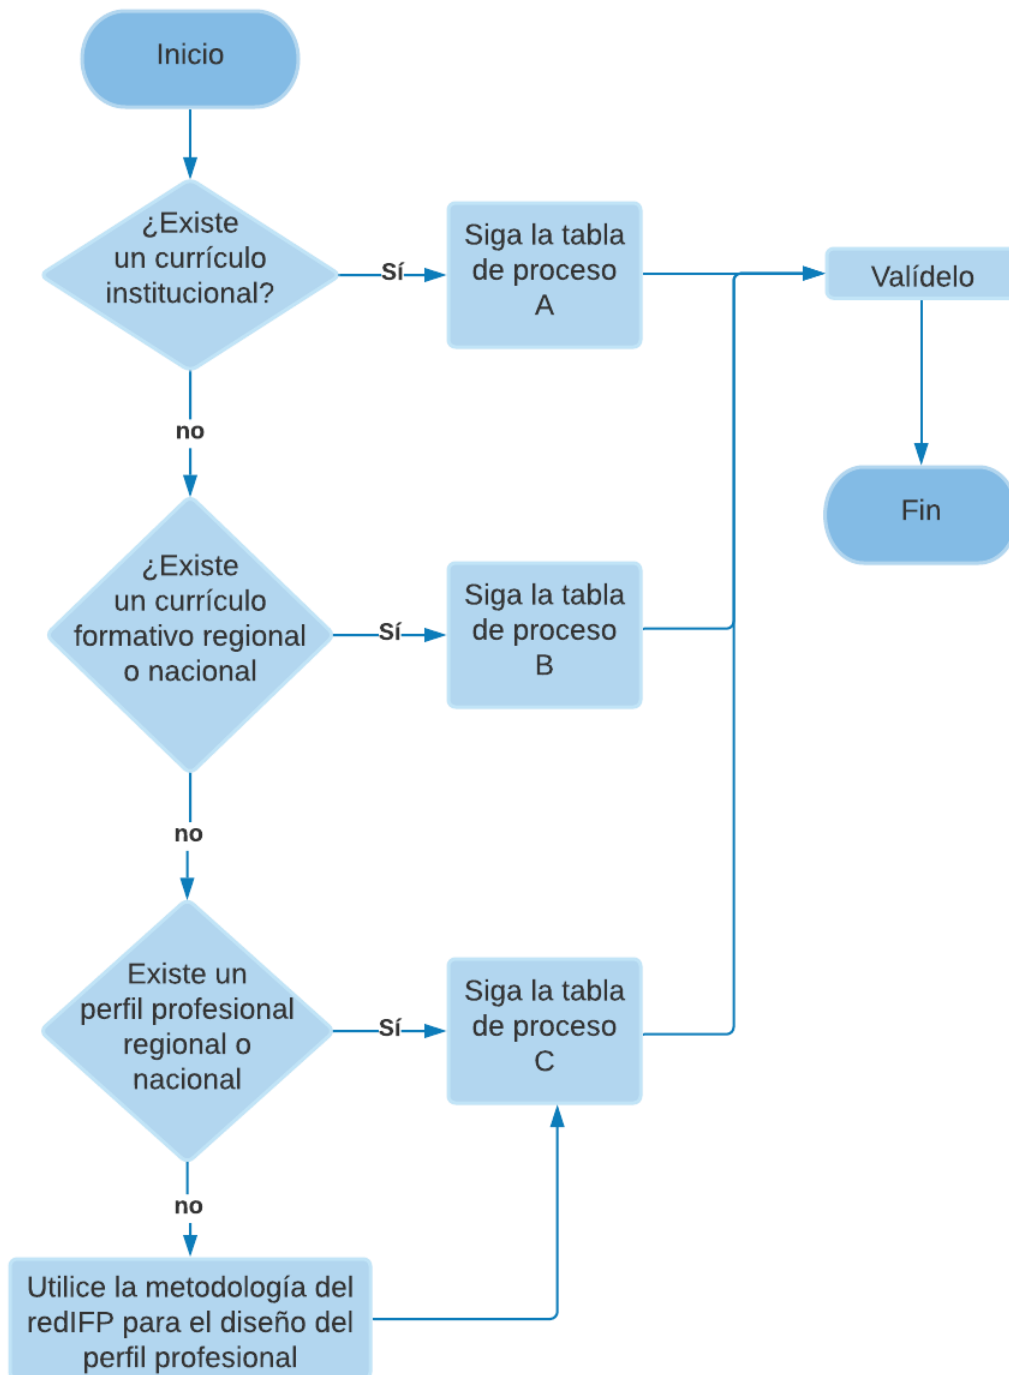 Inicio
¿Existe
un currículo
institucional?
Sí
Siga la tabla
de proceso
A
Valídelo
no
Fin
¿Existe
un currículo
formativo regional
o nacional
Sí
Siga la tabla
de proceso
B
no
Existe un
perfil profesional
regional o
nacional
Sí
Siga la tabla
de proceso
C
no
Utilice la metodología del
redIFP para el diseño del
perfil profesional